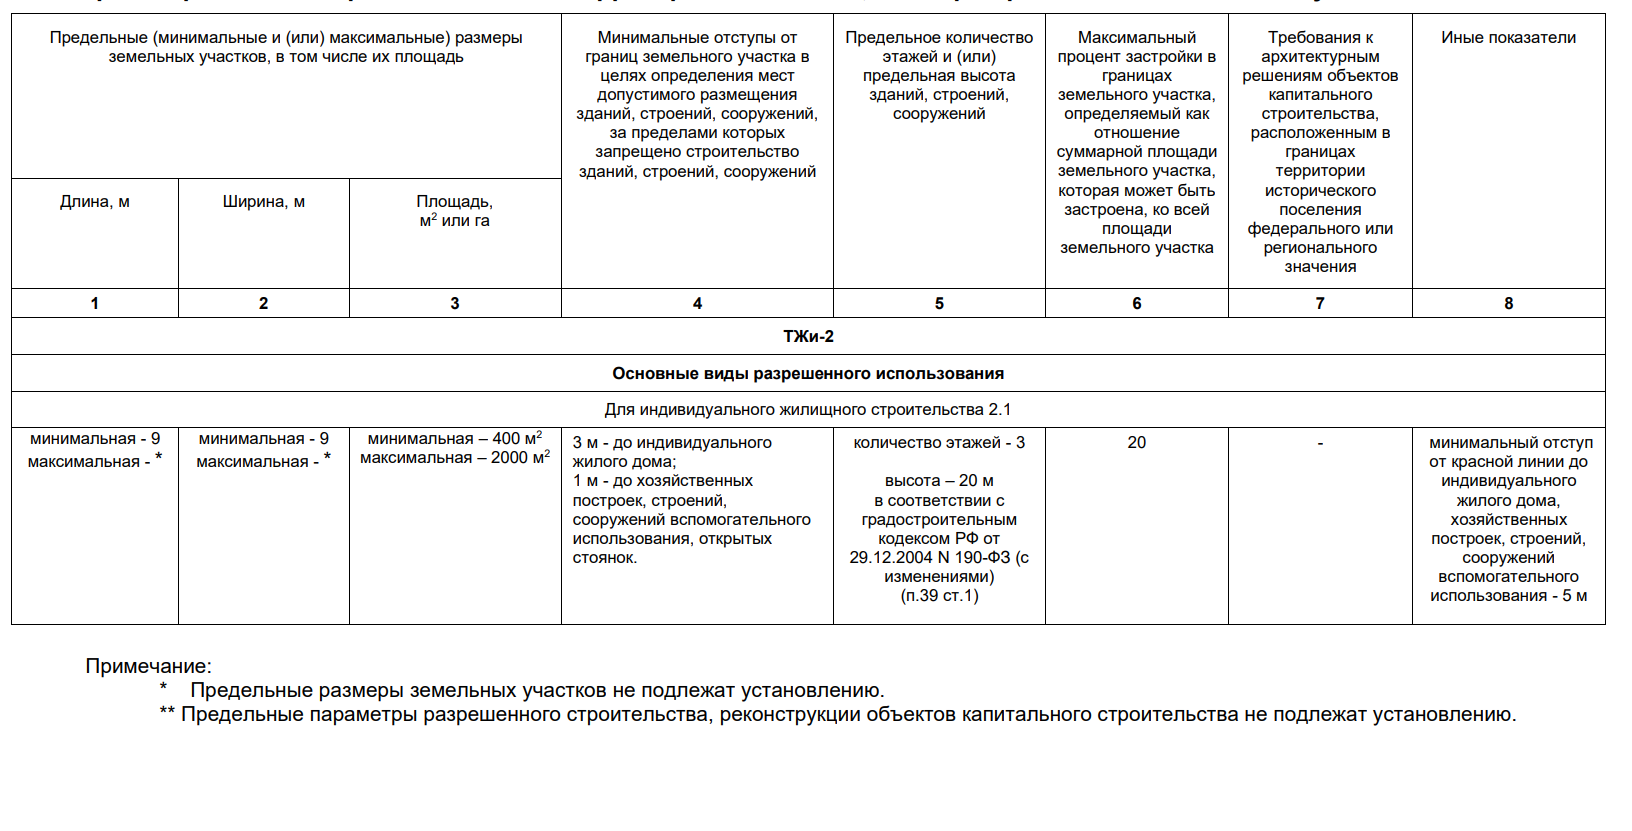 Предельные (минимальные и (или) максимальные) размеры
земельных участков, в том числе их площадь
Длина, м
Ширина, м
Площадь,
м² или га
Минимальные отступы от
границ земельного участка в
целях определения мест
допустимого размещения
зданий, строений, сооружений,
за пределами которых
запрещено строительство
зданий, строений, сооружений
Предельное количество
этажей и (или)
предельная высота
зданий, строений,
сооружений
Максимальный
процент застройки в
границах
земельного участка,
определяемый как
отношение
суммарной площади
земельного участка,
которая может быть
застроена, ко всей
площади
земельного участка
Требования к
архитектурным
решениям объектов
капитального
строительства,
расположенным в
границах
территории
исторического
поселения
федерального или
регионального
значения
Иные показатели
1 2 3 4 5 6 7 8
ТЖи-2
Основные виды разрешенного использования
Для индивидуального жилищного строительства 2.1
минимальная - 9
максимальная - *
минимальная - 9
максимальная - *
минимальная – 400 м²
максимальная – 2000 м²
3 м - до индивидуального
жилого дома;
1 м - до хозяйственных
построек, строений,
сооружений вспомогательного
использования, открытых
стоянок.
количество этажей - 3
высота – 20 м
в соответствии с
градостроительным
кодексом РФ от
29.12.2004 N 190-ФЗ (с
изменениями)
(п.39 ст.1)
20
-
минимальный отступ
от красной линии до
индивидуального
жилого дома,
хозяйственных
построек, строений,
сооружений
вспомогательного
использования - 5 м
Примечание:
* Предельные размеры земельных участков не подлежат установлению.
** Предельные параметры разрешенного строительства, реконструкции объектов капитального строительства не подлежат установлению.